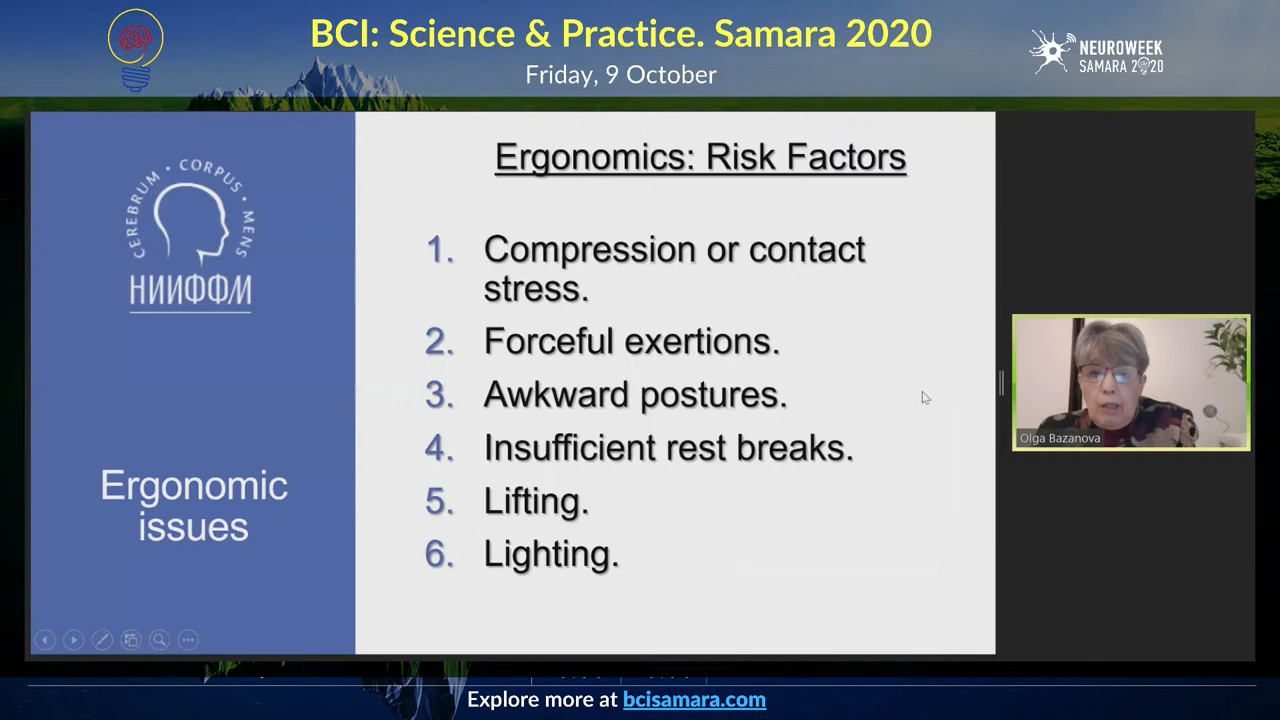 BCI: Science & Practice. Samara 2020
Friday, 9 October
NEUROWEEK
SAMARA 2020
CEREBRUM • CORPUS • MENS
НИИФФМ
Ergonomic
issues
Ergonomics: Risk Factors
1. Compression or contact
stress.
2. Forceful exertions.
3. Awkward postures.
4. Insufficient rest breaks.
5. Lifting.
6. Lighting.
Olga Bazanova
Explore more at bcisamara.com